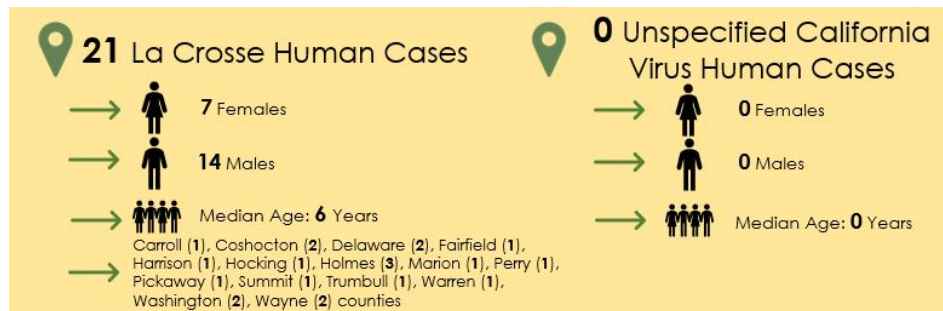 21 La Crosse Human Cases
7 Females
14 Males
Median Age: 6 Years
Carroll (1), Coshocton (2), Delaware (2), Fairfield (1),
Harrison (1), Hocking (1), Holmes (3), Marion (1), Perry (1),
Pickaway (1), Summit (1), Trumbull (1), Warren (1),
Washington (2), Wayne (2) counties
0 Unspecified California
Virus Human Cases
0 Females
0 Males
Median Age: 0 Years